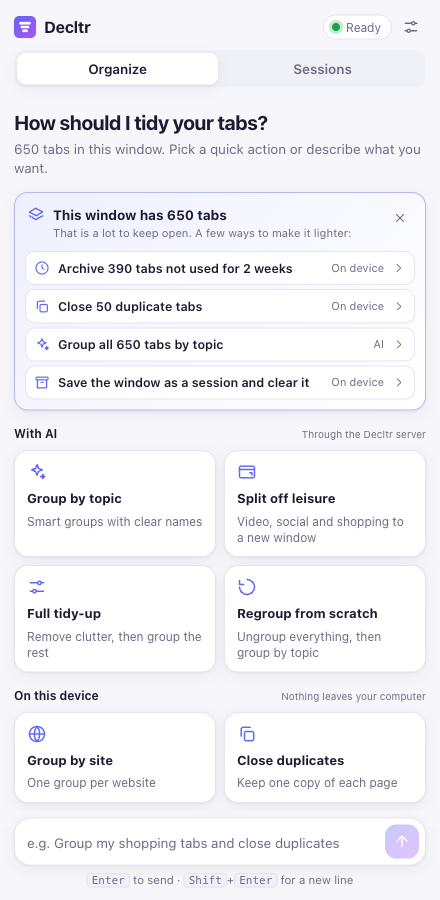 Decltr
Ready
Organize
Sessions
How should I tidy your tabs?
650 tabs in this window. Pick a quick action or describe what you
want.
This window has 650 tabs
That is a lot to keep open. A few ways to make it lighter:
Archive 390 tabs not used for 2 weeks On device
Close 50 duplicate tabs On device
Group all 650 tabs by topic AI
Save the window as a session and clear it On device
With AI Through the Decltr server
Group by topic
Smart groups with clear names
Split off leisure
Video, social and shopping to
a new window
Full tidy-up
Remove clutter, then group the
rest
Regroup from scratch
Ungroup everything, then
group by topic
On this device Nothing leaves your computer
Group by site
One group per website
Close duplicates
Keep one copy of each page
e.g. Group my shopping tabs and close duplicates
Enter to send · Shift+Enter for a new line